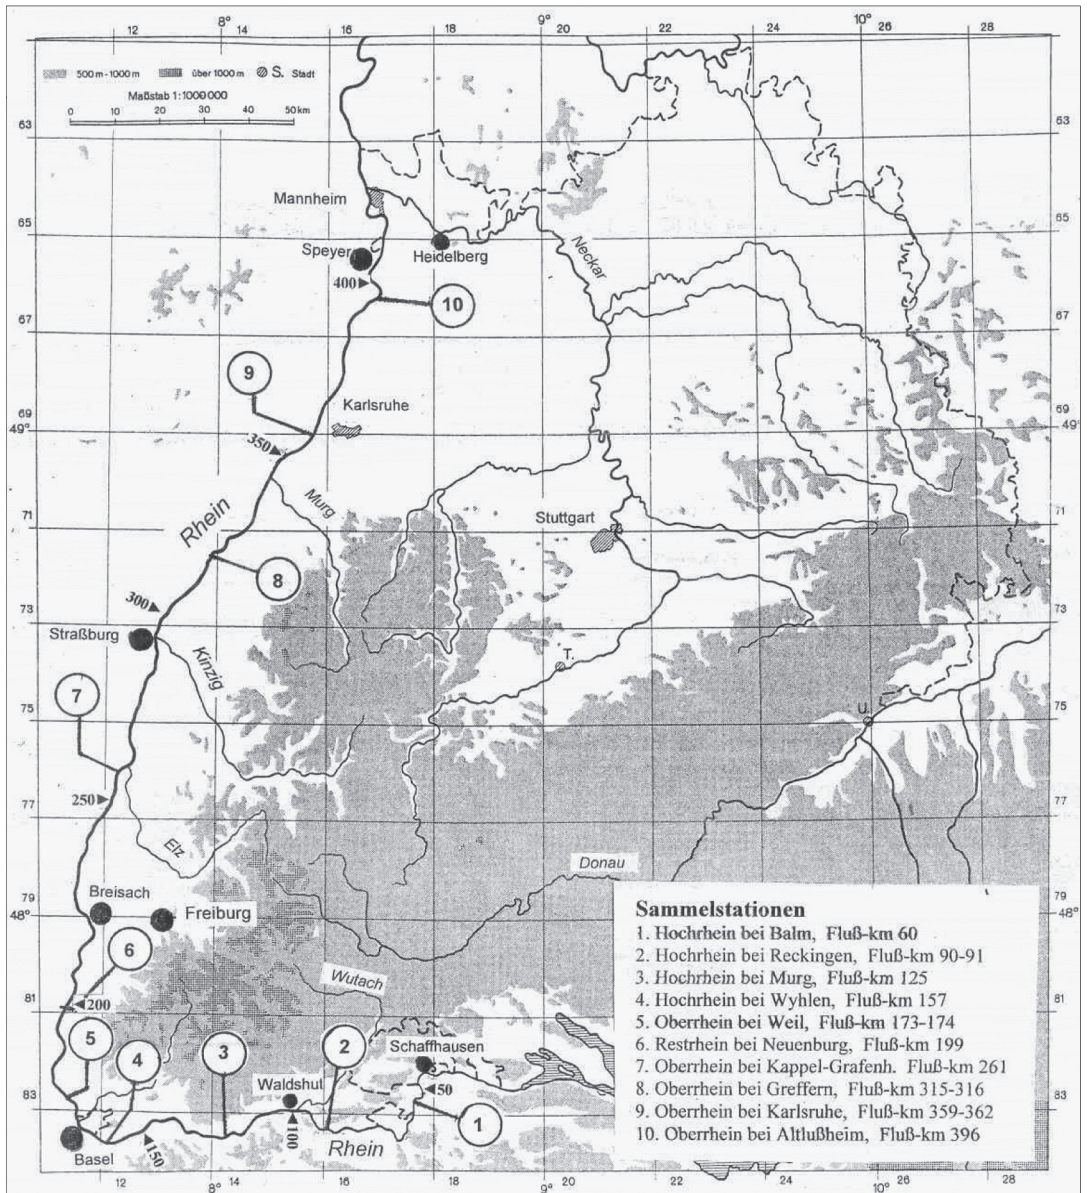 12 8° 14 16 18 9° 20 22 24 10° 26 28
500 m - 1000 m über 1000 m S. Stadt
Maßstab 1:1000 000
0 10 20 30 40 50 km
63 63
Mannheim
65 65
Speyer
Heidelberg
Neckar
400
10
67 67
9
Karlsruhe
69 69
49° 49°
350
Rhein
Murg
Stuttgart
71 71
8
300
73 73
Straßburg
T.
Kinzig
7
U.
75 75
250
77 77
Elz
Donau
Breisach
79 79
48° 48°
Freiburg
6
Wutach
200
81 81
5
4
3
2
Schaffhausen
50
Waldshut
83 83
1
100
150
Basel
Rhein
Sammelstationen
1. Hochrhein bei Balm, Fluß-km 60
2. Hochrhein bei Reckingen, Fluß-km 90-91
3. Hochrhein bei Murg, Fluß-km 125
4. Hochrhein bei Wyhlen, Fluß-km 157
5. Oberrhein bei Weil, Fluß-km 173-174
6. Restrhein bei Neuenburg, Fluß-km 199
7. Oberrhein bei Kappel-Grafenh. Fluß-km 261
8. Oberrhein bei Greffern, Fluß-km 315-316
9. Oberrhein bei Karlsruhe, Fluß-km 359-362
10. Oberrhein bei Altlußheim, Fluß-km 396
12 8° 14 16 18 9° 20 22 24 10° 26 28